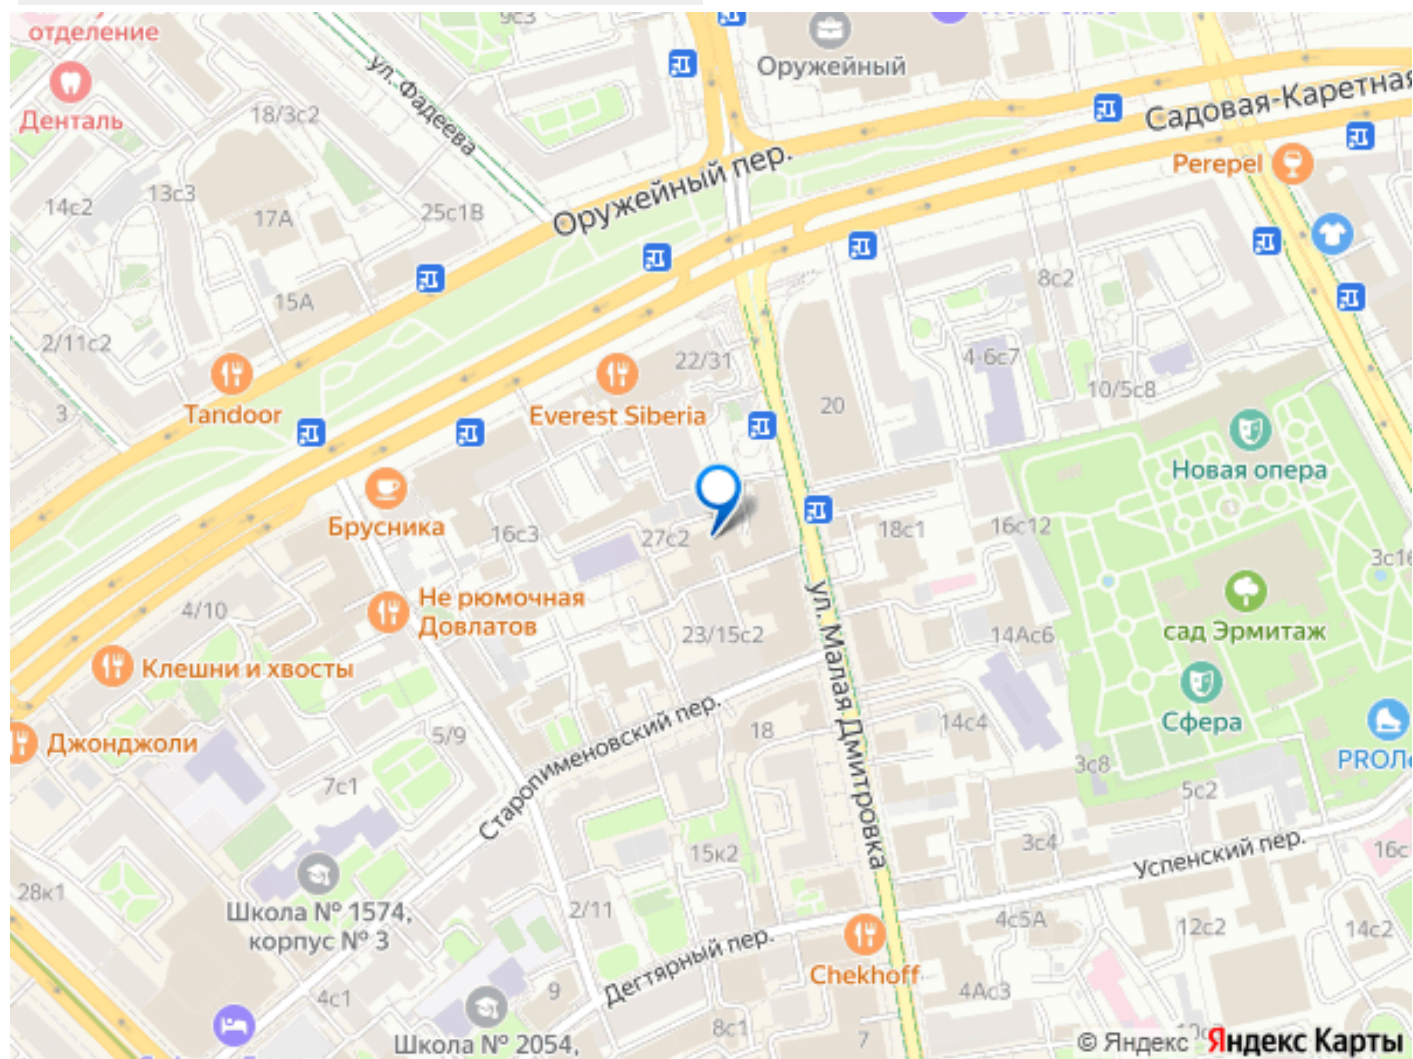 отделение
9с3
Оружейный
Садовая-Каретная
Денталь
ул. Фадеева
18/3с2
Оружейный пер.
Perepel
13с3
14с2
17А
25с1В
15А
8с2
2/11с2
22/31
4-6с7
10/5с8
3
Tandoor
Everest Siberia
20
Новая опера
Брусника
16с3
27с2
18с1
16с12
3с16
4/10
Не рюмочная
Довлатов
23/15с2
ул. Малая Дмитровка
14Ас6
сад Эрмитаж
Клешни и хвосты
Старопименовский пер.
Джонджоли
5/9
18
14с4
Сфера
7с1
3с8
5с2
15к2
3с4
Успенский пер.
28к1
Школа № 1574,
корпус № 3
2/11
4с5А
12с2
14с2
Дегтярный пер.
Chekhoff
4с1
9
4Ас3
Школа № 2054,
8с1
7
© Яндекс Яндекс Карты